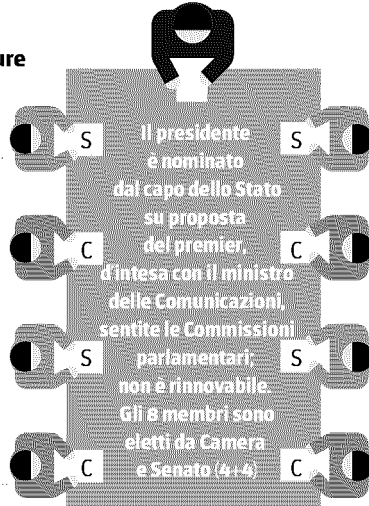 ure
S
S
Il presidente
è nominato
dal capo dello Stato
su proposta
C
C
del premier,
d'intesa con il ministro
delle Comunicazioni,
sentite le Commissioni
S
S
parlamentari;
non è rinnovabile.
Gli 8 membri sono
eletti da Camera
C
C
e Senato (4+4)